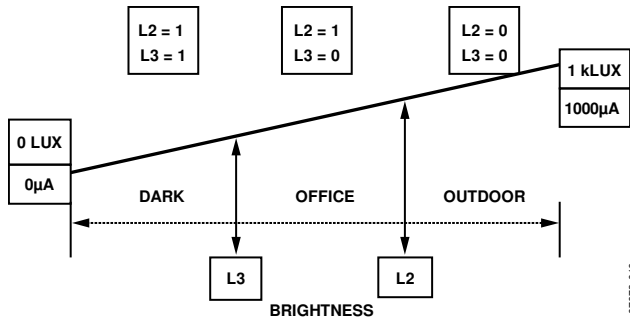 L2 = 1
L3 = 1
L2 = 1
L3 = 0
L2 = 0
L3 = 0
1 kLUX
1000µA
0 LUX
0µA
DARK
OFFICE
OUTDOOR
L3
L2
BRIGHTNESS